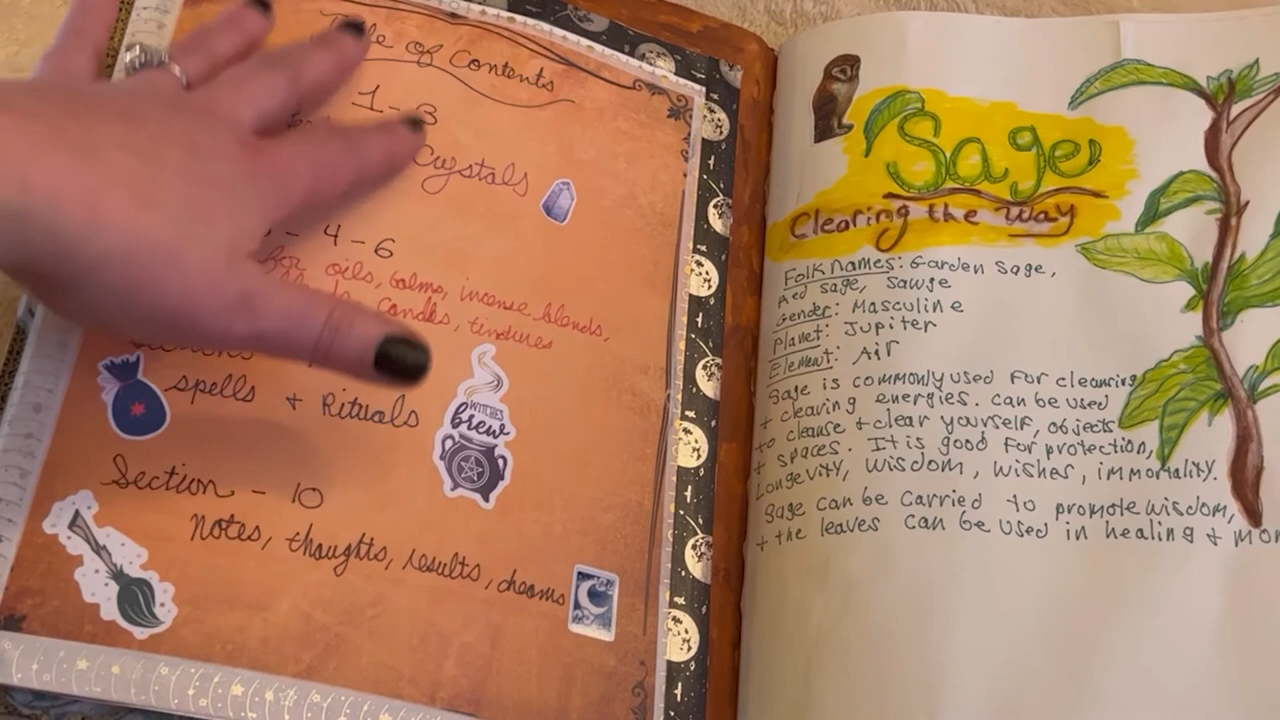 Table of Contents
1 - 3
Crystals
- 4 - 6
for oils, balms, incense blends,
candles, tinctures
spells + Rituals
WITCHES
brew
Section - 10
notes, thoughts, results, dreams
Sage
Clearing the way
Folk Names: Garden Sage,
Red sage, Sawge
Gender: Masculine
Planet: Jupiter
Element: Air
Sage is commonly used for cleansing
+ clearing energies. can be used
to cleanse + clear yourself, objects
+ spaces. It is good for protection,
Longevity, wisdom, wishes, immortality.
Sage can be carried to promote wisdom,
+ the leaves can be used in healing + mon